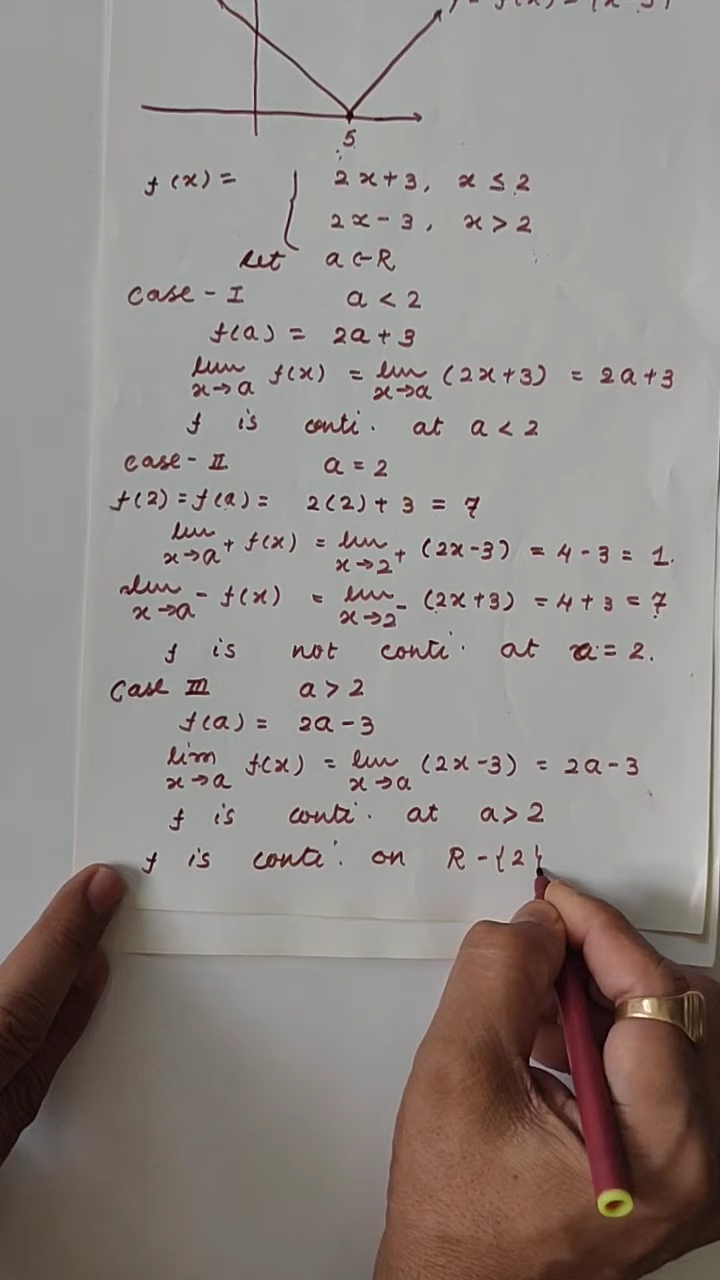 5
f(x) = { 2x+3, x ≤ 2
2x-3, x > 2
let a ∈ R
Case - I a < 2
f(a) = 2a+3
lim x→a f(x) = lim x→a (2x+3) = 2a+3
f is conti. at a < 2
Case - II a = 2
f(2) = f(a) = 2(2)+3 = 7
lim x→a+ f(x) = lim x→2+ (2x-3) = 4-3 = 1.
lim x→a- f(x) = lim x→2- (2x+3) = 4+3 = 7
f is not conti. at a = 2.
Case III a > 2
f(a) = 2a-3
lim x→a f(x) = lim x→a (2x-3) = 2a-3
f is conti. at a > 2
f is conti. on R - {2}